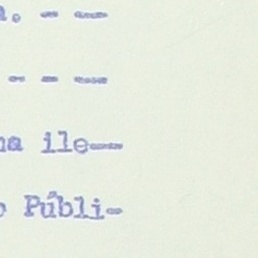 a. — —
— — —
na ile—
o Públi-